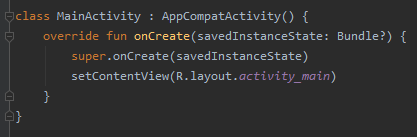 class MainActivity : AppCompatActivity() {
    override fun onCreate(savedInstanceState: Bundle?) {
        super.onCreate(savedInstanceState)
        setContentView(R.layout.activity_main)
    }
}